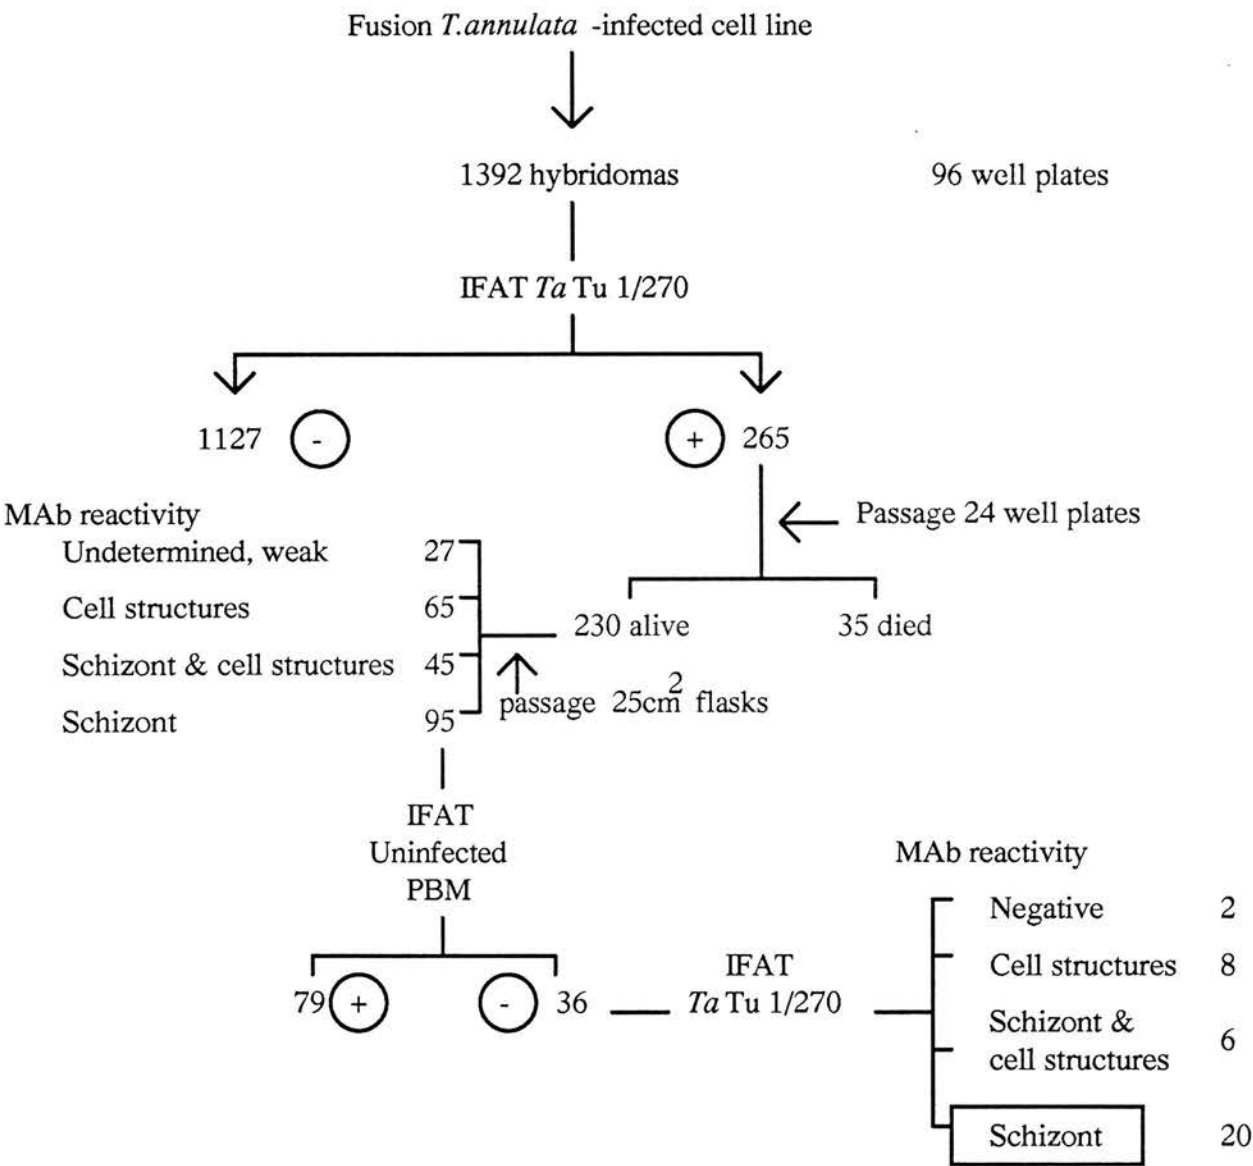 Fusion T.annulata -infected cell line
1392 hybridomas
96 well plates
IFAT Ta Tu 1/270
1127 -
+ 265
Passage 24 well plates
230 alive
35 died
MAb reactivity
Undetermined, weak 27
Cell structures 65
Schizont & cell structures 45
Schizont 95
passage 25cm2 flasks
IFAT
Uninfected
PBM
79 +
- 36
IFAT
Ta Tu 1/270
MAb reactivity
Negative 2
Cell structures 8
Schizont &
cell structures 6
Schizont 20